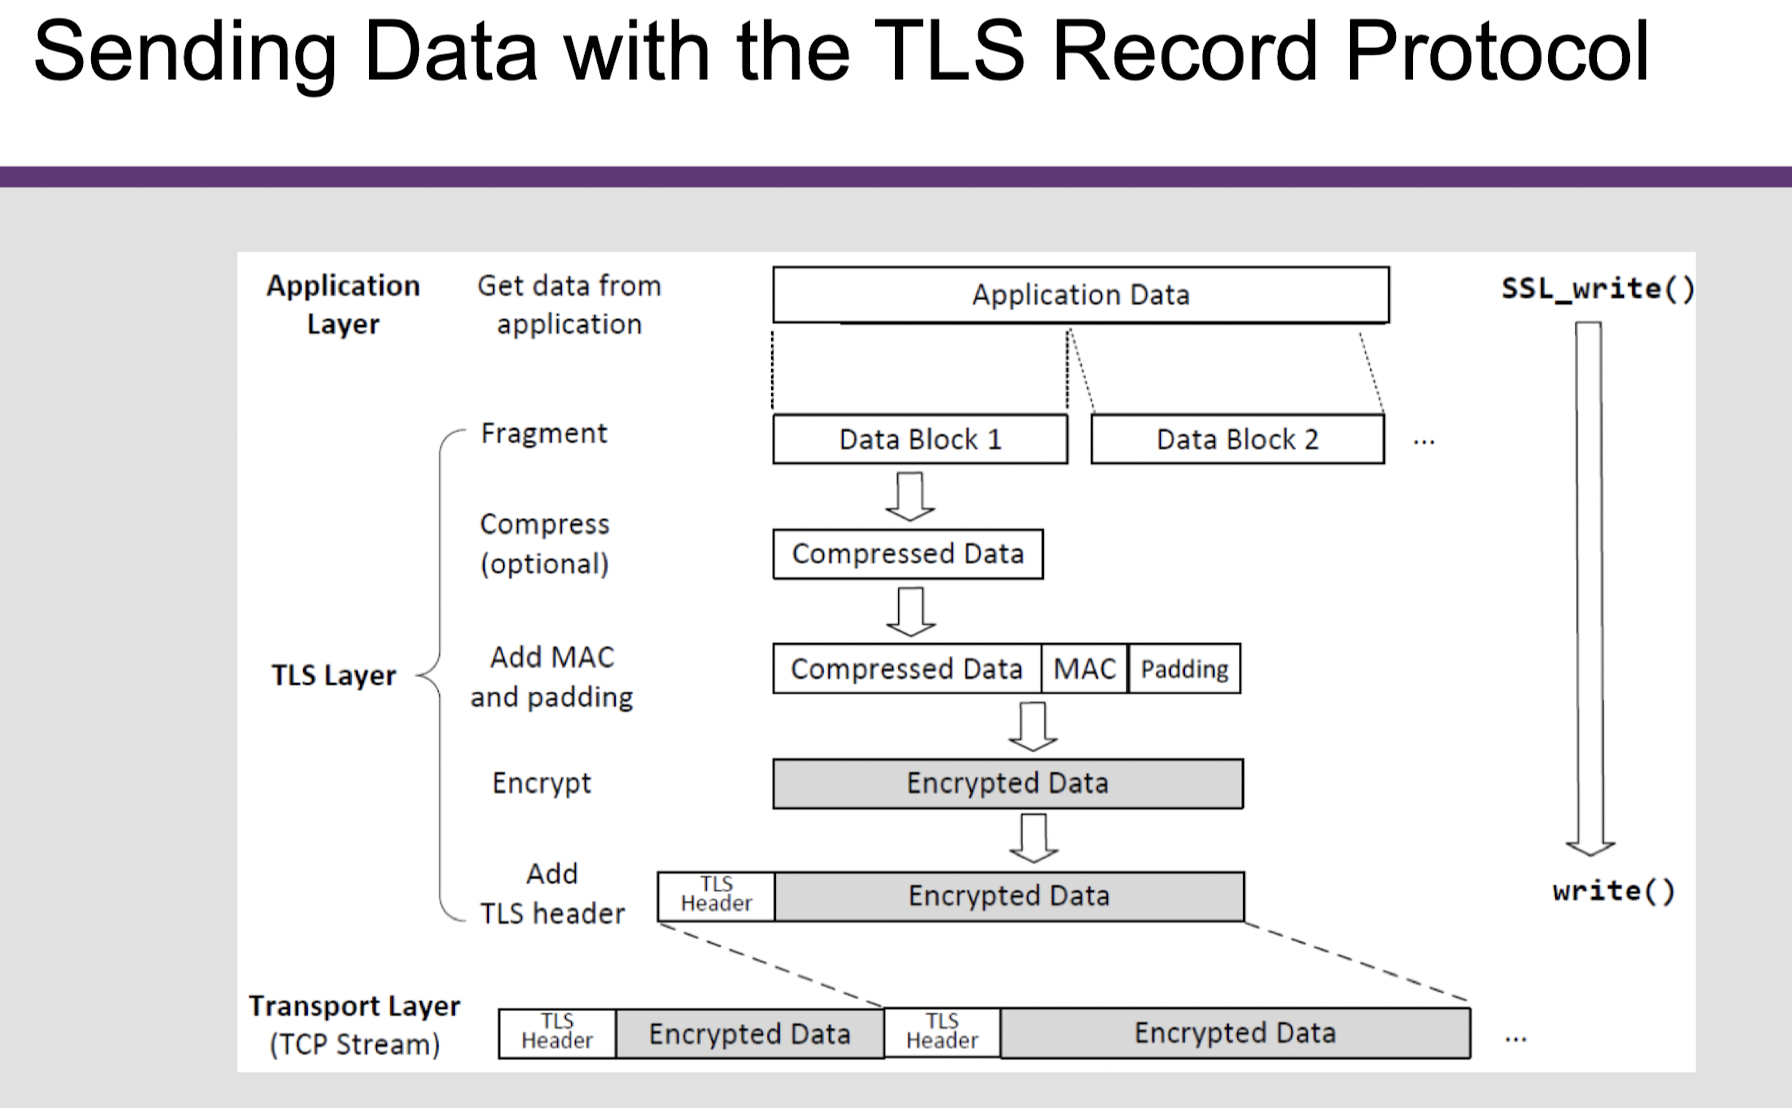 Sending Data with the TLS Record Protocol
Application
Layer
Get data from
application
Application Data
SSL_write()
Fragment
Data Block 1
Data Block 2
...
Compress
(optional)
Compressed Data
TLS Layer
Add MAC
and padding
Compressed Data
MAC
Padding
Encrypt
Encrypted Data
Add
TLS header
TLS
Header
Encrypted Data
write()
Transport Layer
(TCP Stream)
TLS
Header
Encrypted Data
TLS
Header
Encrypted Data
...